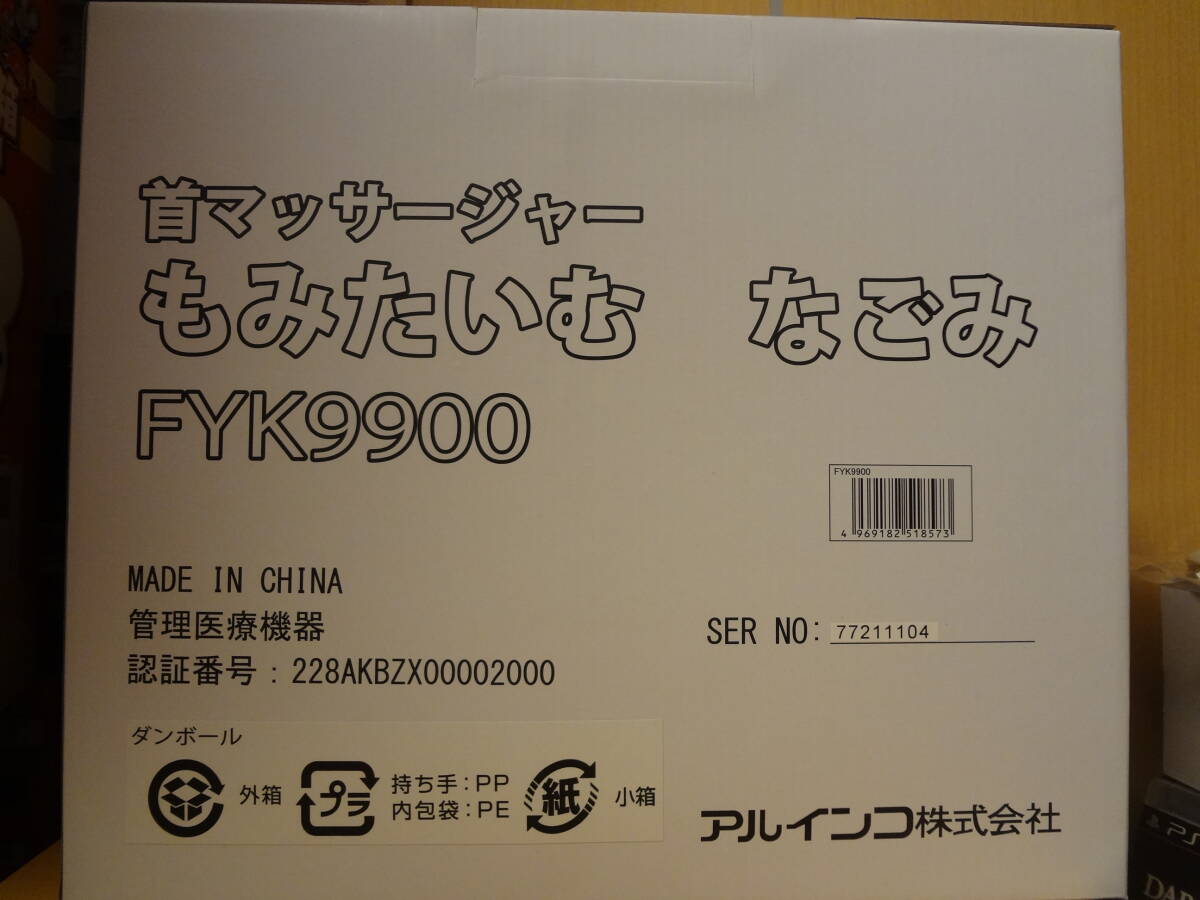 首マッサージャー
もみたいむ　なごみ
FYK9900
FYK9900
4 969182 518573
MADE IN CHINA
管理医療機器
認証番号：228AKBZX00002000
SER NO: 77211104
ダンボール
外箱
プラ
持ち手：PP
内包袋：PE
紙
小箱
アルインコ株式会社